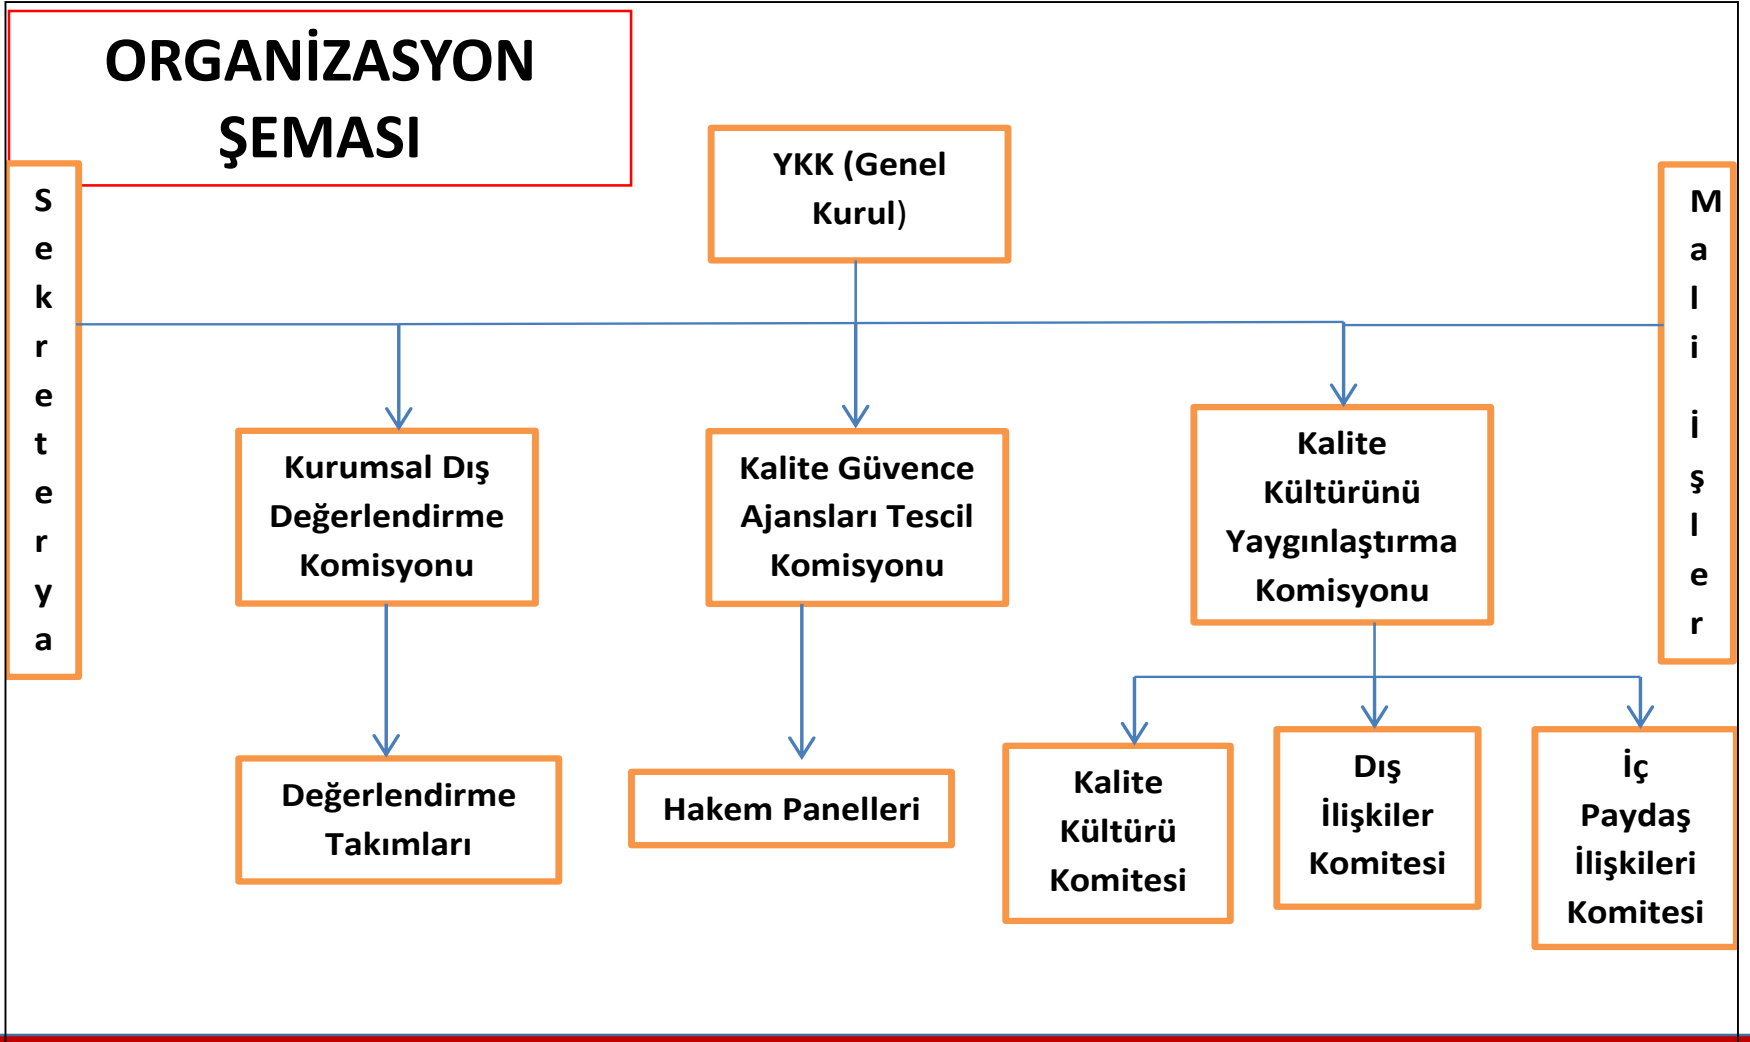 ORGANİZASYON
ŞEMASI
YKK (Genel
Kurul)
S
e
k
r
e
t
e
r
y
a
M
a
l
i
İ
ş
l
e
r
Kurumsal Dış
Değerlendirme
Komisyonu
Kalite Güvence
Ajansları Tescil
Komisyonu
Kalite
Kültürünü
Yaygınlaştırma
Komisyonu
Değerlendirme
Takımları
Hakem Panelleri
Kalite
Kültürü
Komitesi
Dış
İlişkiler
Komitesi
İç
Paydaş
İlişkileri
Komitesi